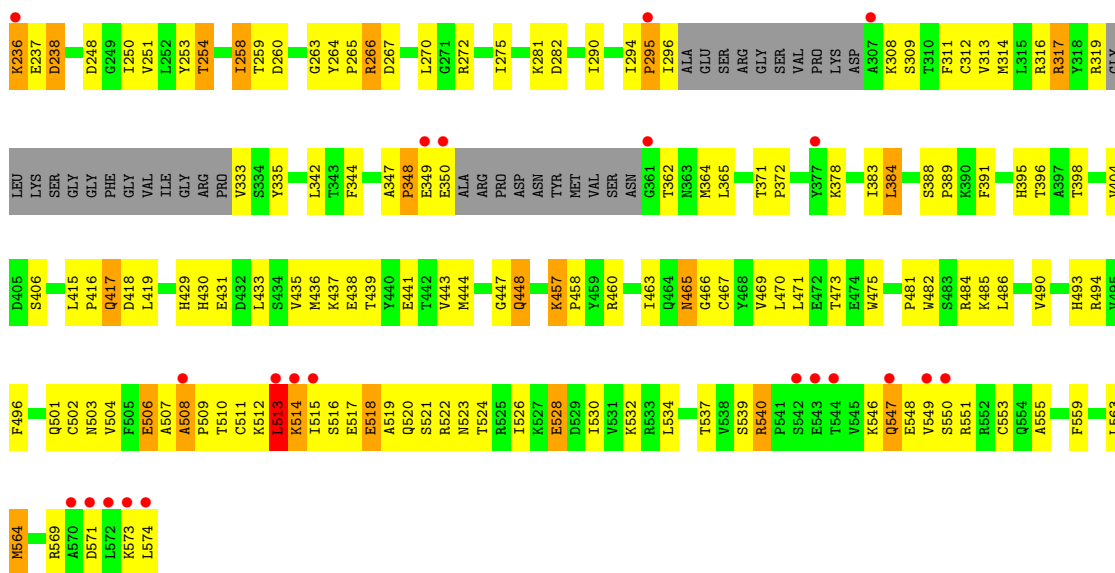 K236 E237 D238 D248 G249 I250 V251 L252 Y253 T254 I258 T259 D260 G263 Y264 P265 R266 D267 L270 G271 R272 I275 K281 D282 I290 I294 P295 I296 ALA GLU SER ARG GLY SER VAL PRO LYS ASP A307 K308 S309 T310 F311 C312 V313 M314 L315 R316 R317 Y318 R319
LEU LYS SER GLY GLY PHE GLY VAL ILE GLY ARG PRO V333 S334 Y335 L342 T343 F344 A347 P348 E349 E350 ALA ARG PRO ASP ASN TYR MET VAL SER ASN G361 T362 N363 M364 L365 T371 P372 Y377 K378 I383 L384 S388 P389 K390 F391 H395 T396 A397 T398
D405 S406 L415 P416 Q417 D418 L419 H429 H430 E431 D432 L433 S434 V435 M436 K437 E438 T439 Y440 E441 T442 V443 M444 G447 Q448 K457 P458 Y459 R460 I463 Q464 N465 G466 C467 Y468 V469 L470 L471 E472 T473 E474 W475 P481 W482 S483 R484 K485 L486 V490 H493 R494
F496 Q501 C502 N503 V504 F505 E506 A507 A508 P509 T510 C511 K512 L513 K514 I515 S516 E517 E518 A519 Q520 S521 R522 N523 T524 R525 I526 K527 E528 D529 I530 V531 K532 R533 L534 T537 V538 S539 R540 P541 S542 E543 T544 V545 K546 Q547 E548 V549 S550 R551 R552 C553 Q554 A555 F559
M564 R569 A570 D571 L572 K573 L574